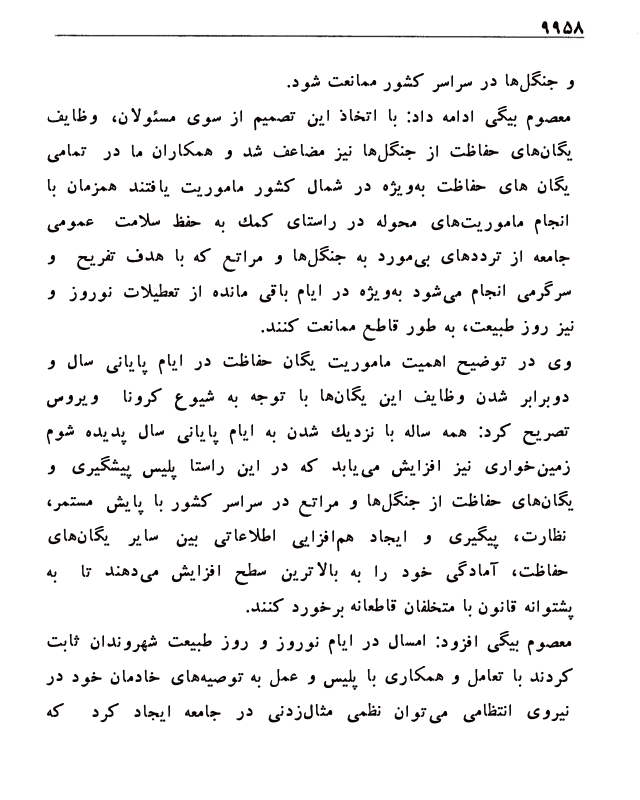 ۹۹۵۸
و جنگل‌ها در سراسر کشور ممانعت شود.
معصوم بیگی ادامه داد: با اتخاذ این تصمیم از سوی مسئولان، وظایف
یگان‌های حفاظت از جنگل‌ها نیز مضاعف شد و همکاران ما در تمامی
یگان های حفاظت به‌ویژه در شمال کشور ماموریت یافتند همزمان با
انجام ماموریت‌های محوله در راستای کمك به حفظ سلامت عمومی
جامعه از ترددهای بی‌مورد به جنگل‌ها و مراتع که با هدف تفریح و
سرگرمی انجام می‌شود به‌ویژه در ایام باقی مانده از تعطیلات نوروز و
نیز روز طبیعت، به طور قاطع ممانعت کنند.
وی در توضیح اهمیت ماموریت یگان حفاظت در ایام پایانی سال و
دوبرابر شدن وظایف این یگان‌ها با توجه به شیوع کرونا ویروس
تصریح کرد: همه ساله با نزدیك شدن به ایام پایانی سال پدیده شوم
زمین‌خواری نیز افزایش می‌یابد که در این راستا پلیس پیشگیری و
یگان‌های حفاظت از جنگل‌ها و مراتع در سراسر کشور با پایش مستمر،
نظارت، پیگیری و ایجاد هم‌افزایی اطلاعاتی بین سایر یگان‌های
حفاظت، آمادگی خود را به بالاترین سطح افزایش می‌دهند تا به
پشتوانه قانون با متخلفان قاطعانه برخورد کنند.
معصوم بیگی افزود: امسال در ایام نوروز و روز طبیعت شهروندان ثابت
کردند با تعامل و همکاری با پلیس و عمل به توصیه‌های خادمان خود در
نیروی انتظامی می‌توان نظمی مثال‌زدنی در جامعه ایجاد کرد که